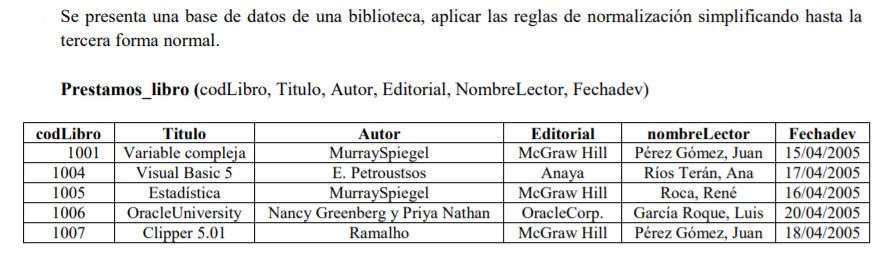 Se presenta una base de datos de una biblioteca, aplicar las reglas de normalización simplificando hasta la
tercera forma normal.
Prestamos_libro (codLibro, Titulo, Autor, Editorial, NombreLector, Fechadev)
codLibro Titulo Autor Editorial nombreLector Fechadev
1001 Variable compleja MurraySpiegel McGraw Hill Pérez Gómez, Juan 15/04/2005
1004 Visual Basic 5 E. Petroustsos Anaya Ríos Terán, Ana 17/04/2005
1005 Estadística MurraySpiegel McGraw Hill Roca, René 16/04/2005
1006 OracleUniversity Nancy Greenberg y Priya Nathan OracleCorp. García Roque, Luis 20/04/2005
1007 Clipper 5.01 Ramalho McGraw Hill Pérez Gómez, Juan 18/04/2005